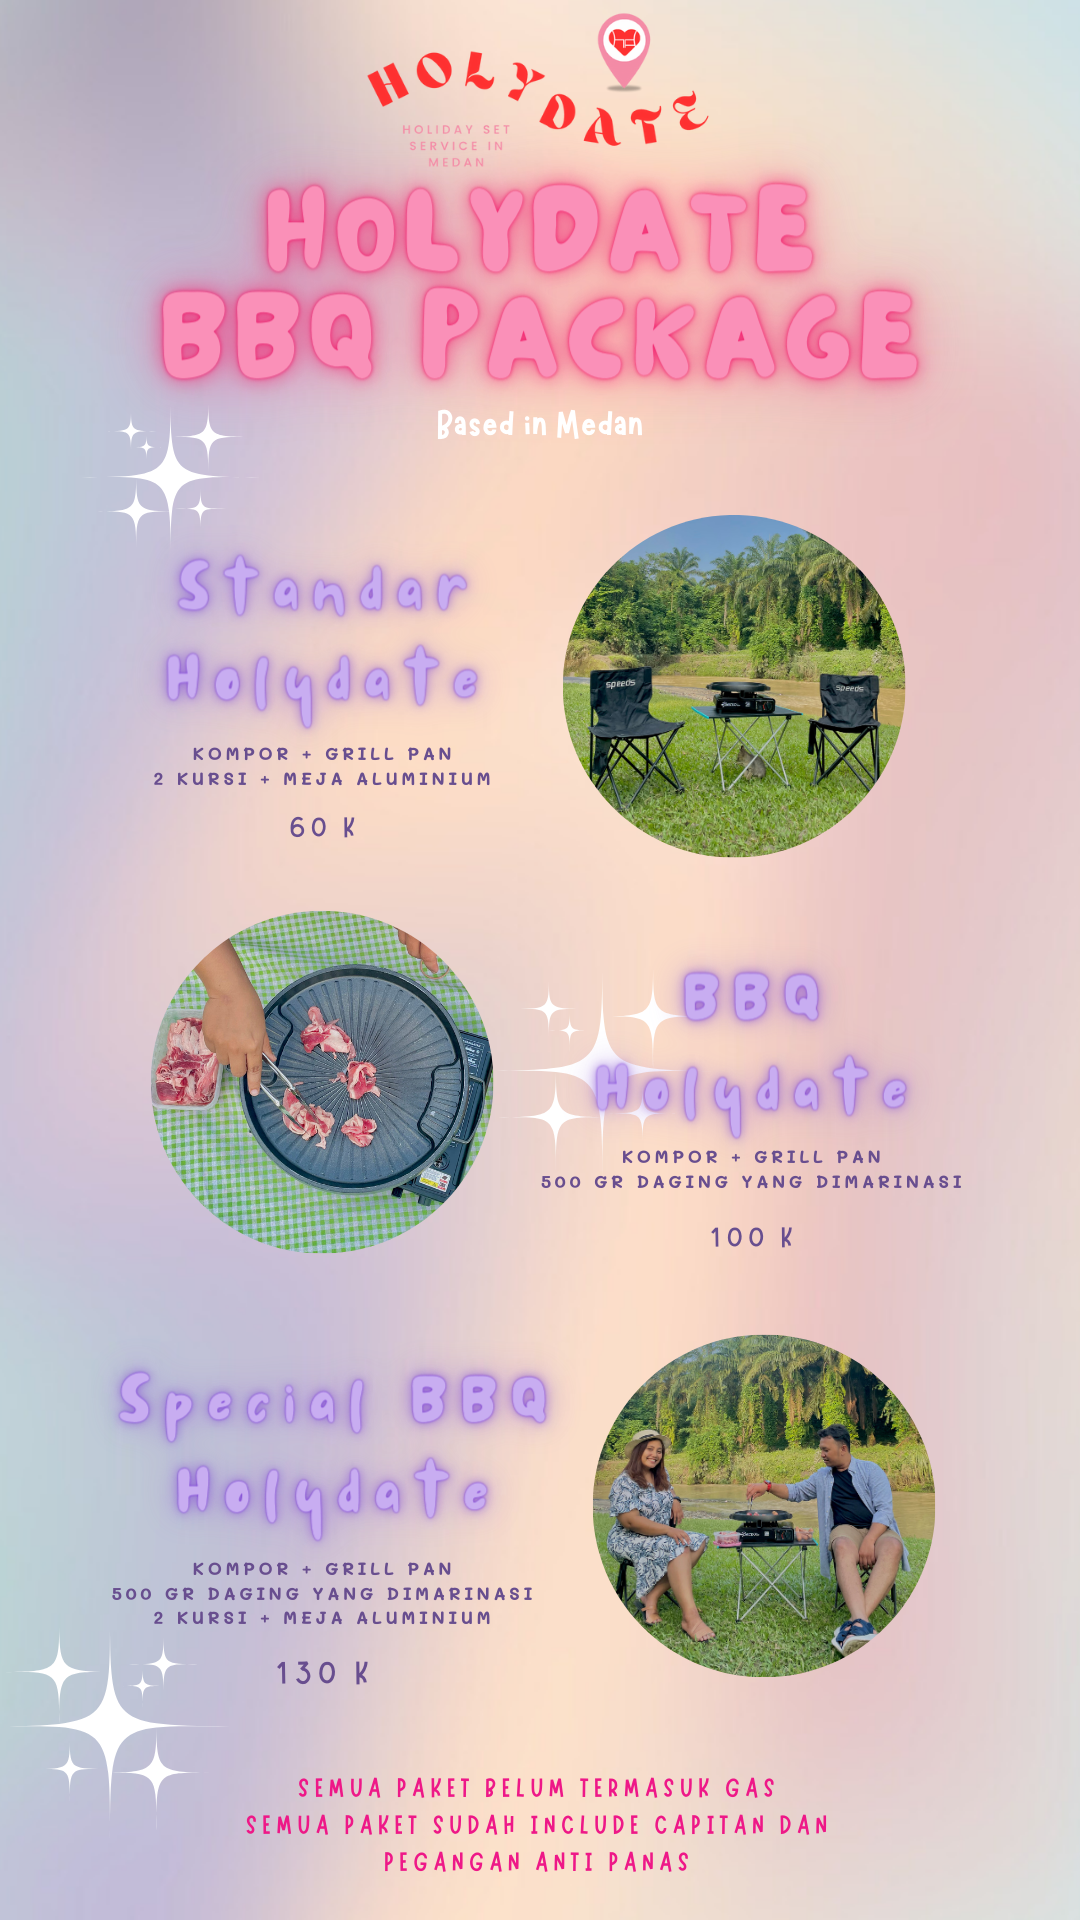 HOLYDATE
HOLIDAY SET
SERVICE IN
MEDAN
HOLYDATE
BBQ PACKAGE
Based in Medan
Standar
Holydate
KOMPOR + GRILL PAN
2 KURSI + MEJA ALUMINIUM
60 K
speeds
speeds
BBQ
Holydate
KOMPOR + GRILL PAN
500 GR DAGING YANG DIMARINASI
100 K
Special BBQ
Holydate
KOMPOR + GRILL PAN
500 GR DAGING YANG DIMARINASI
2 KURSI + MEJA ALUMINIUM
130 K
SEMUA PAKET BELUM TERMASUK GAS
SEMUA PAKET SUDAH INCLUDE CAPITAN DAN
PEGANGAN ANTI PANAS